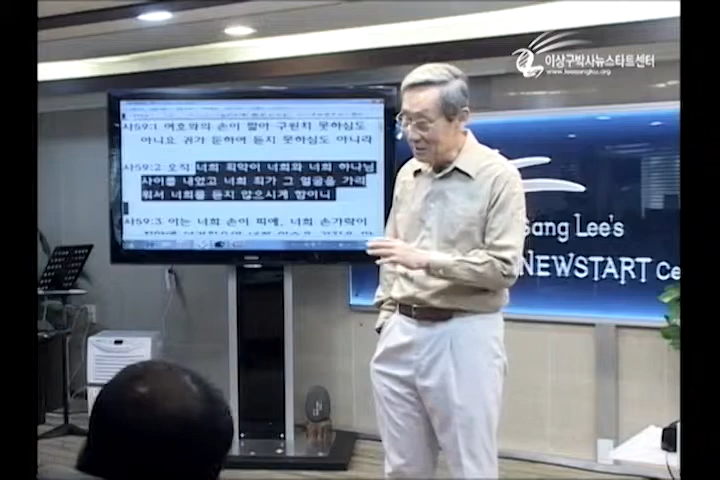 이상구박사뉴스타트센터
www.leesangku.org
사59:1 여호와의 손이 짧아 구원치 못하심도
아니요 귀가 둔하여 듣지 못하심도 아니라
사59:2 오직 너희 죄악이 너희와 너희 하나님
사이를 내었고 너희 죄가 그 얼굴을 가리
워서 너희를 듣지 않으시게 함이니
사59:3 이는 너희 손이 피에, 너희 손가락이
Sang Lee's
NEWSTART Ce